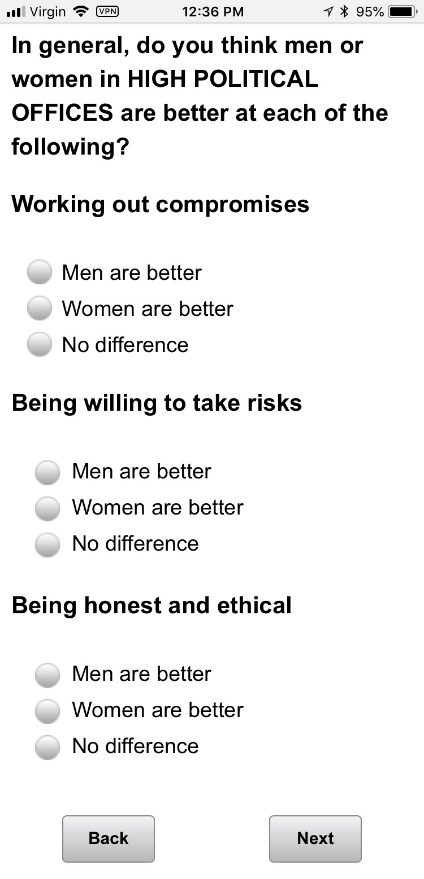 Virgin VPN 12:36 PM 95%
In general, do you think men or
women in HIGH POLITICAL
OFFICES are better at each of the
following?
Working out compromises
Men are better
Women are better
No difference
Being willing to take risks
Men are better
Women are better
No difference
Being honest and ethical
Men are better
Women are better
No difference
Back Next